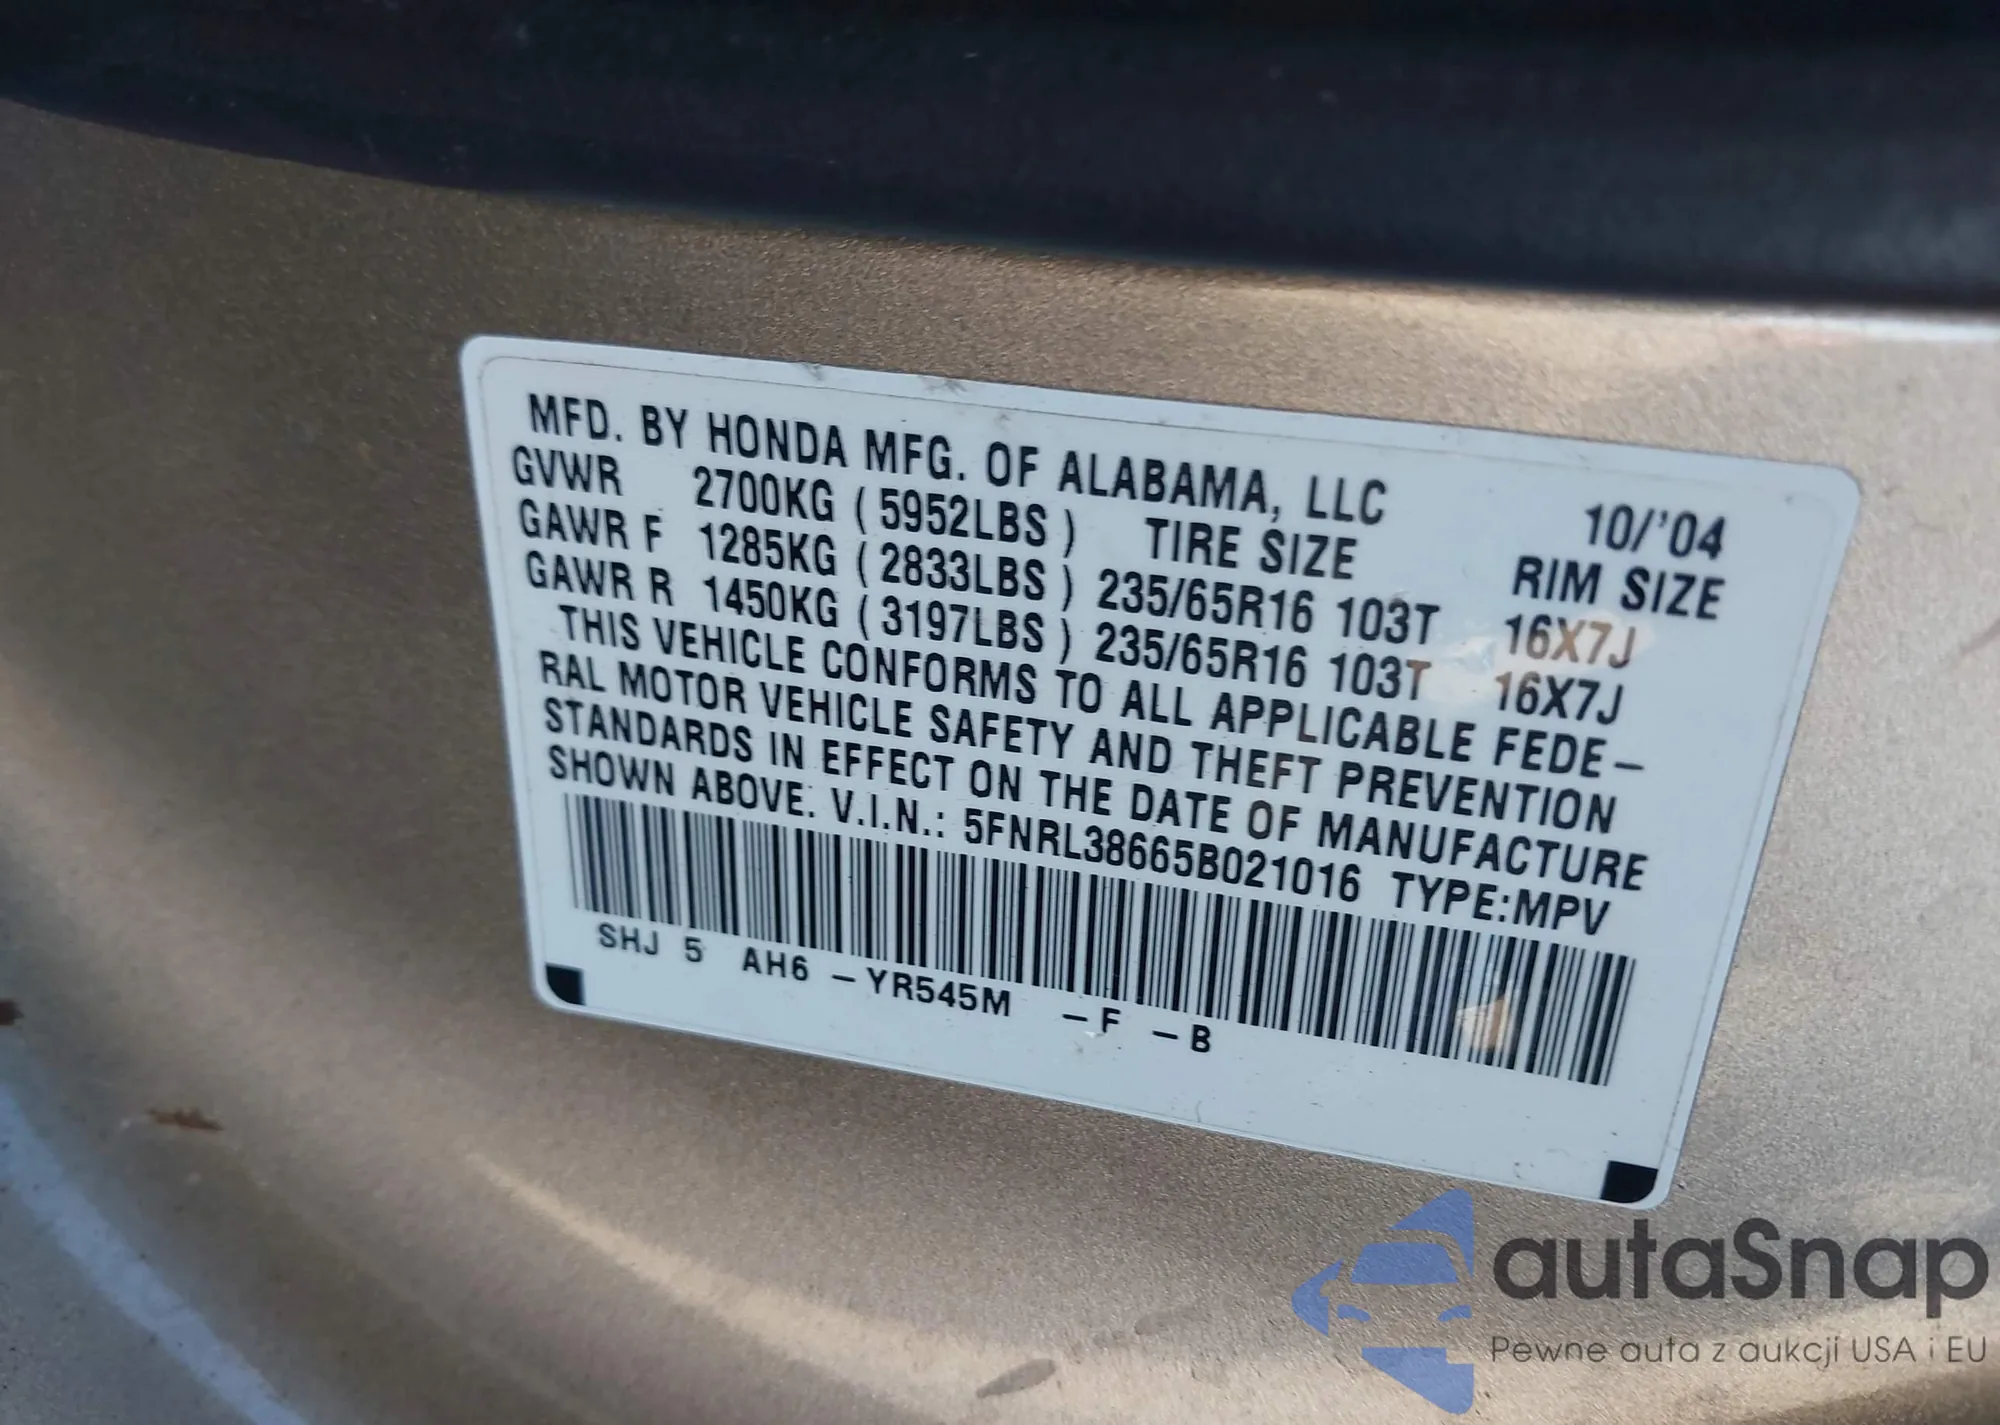 MFD. BY HONDA MFG. OF ALABAMA, LLC 10/'04
GVWR 2700KG ( 5952LBS ) TIRE SIZE RIM SIZE
GAWR F 1285KG ( 2833LBS ) 235/65R16 103T 16X7J
GAWR R 1450KG ( 3197LBS ) 235/65R16 103T 16X7J
THIS VEHICLE CONFORMS TO ALL APPLICABLE FEDE-
RAL MOTOR VEHICLE SAFETY AND THEFT PREVENTION
STANDARDS IN EFFECT ON THE DATE OF MANUFACTURE
SHOWN ABOVE. V.I.N.: 5FNRL38665B021016 TYPE:MPV
SHJ 5 AH6 -YR545M -F -B
autaSnap
Pewne auta z aukcji USA i EU